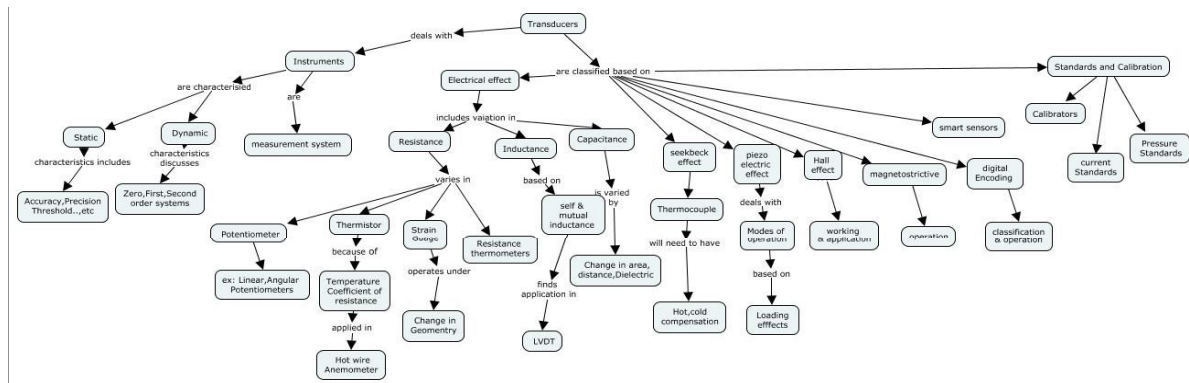 Transducers
deals with
Instruments
are classified based on
Standards and Calibration
Electrical effect
are characterisied
are
Calibrators
includes vaiation in
smart sensors
Static
Dynamic
measurement system
Resistance
Inductance
Capacitance
seekbeck
effect
piezo
electric
effect
Hall
effect
magnetostrictive
digital
Encoding
current
Standards
Pressure
Standards
characteristics includes
characteristics
discusses
varies in
based on
is varied
by
deals with
Accuracy,Precision
Threshold..,etc
Zero,First,Second
order systems
self &
mutual
inductance
Thermocouple
Potentiometer
Thermistor
Strain
Guage
Resistance
thermometers
will need to have
Modes of
operation
working
& application
operation
classification
& operation
because of
operates under
Change in area,
distance,Dielectric
based on
ex: Linear,Angular
Potentiometers
Temperature
Coefficient of
resistance
finds
application in
Hot,cold
compensation
Loading
efffects
applied in
Change in
Geomentry
LVDT
Hot wire
Anemometer